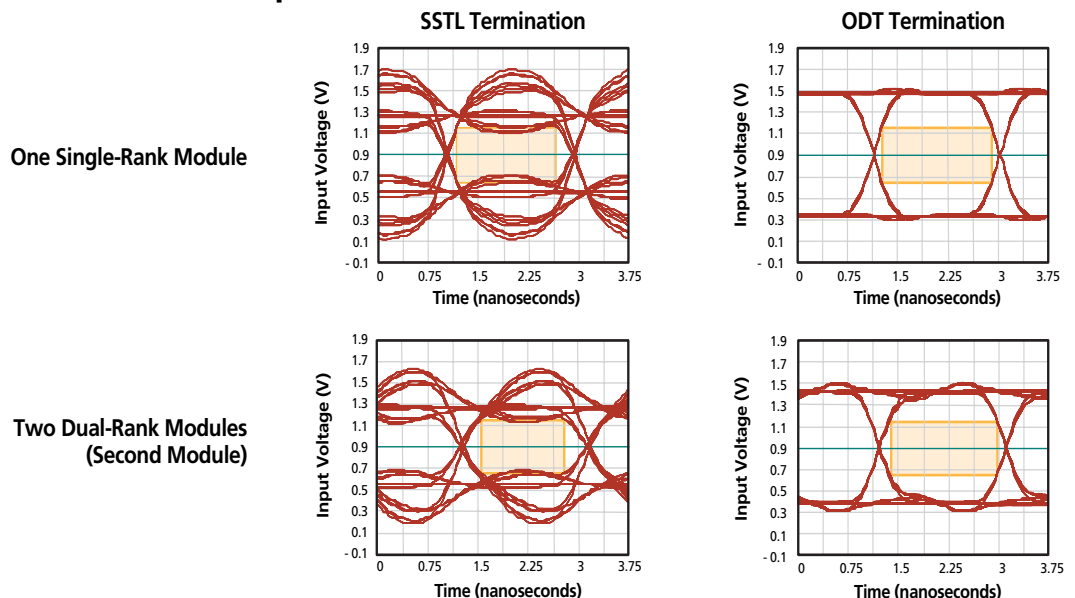 SSTL Termination
ODT Termination
One Single-Rank Module
Input Voltage (V)
1.9
1.7
1.5
1.3
1.1
0.9
0.7
0.5
0.3
0.1
- 0.1
0 0.75 1.5 2.25 3 3.75
Time (nanoseconds)
Input Voltage (V)
1.9
1.7
1.5
1.3
1.1
0.9
0.7
0.5
0.3
0.1
- 0.1
0 0.75 1.5 2.25 3 3.75
Time (nanoseconds)
Two Dual-Rank Modules
(Second Module)
Input Voltage (V)
1.9
1.7
1.5
1.3
1.1
0.9
0.7
0.5
0.3
0.1
- 0.1
0 0.75 1.5 2.25 3 3.75
Time (nanoseconds)
Input Voltage (V)
1.9
1.7
1.5
1.3
1.1
0.9
0.7
0.5
0.3
0.1
- 0.1
0 0.75 1.5 2.25 3 3.75
Time (nanoseconds)